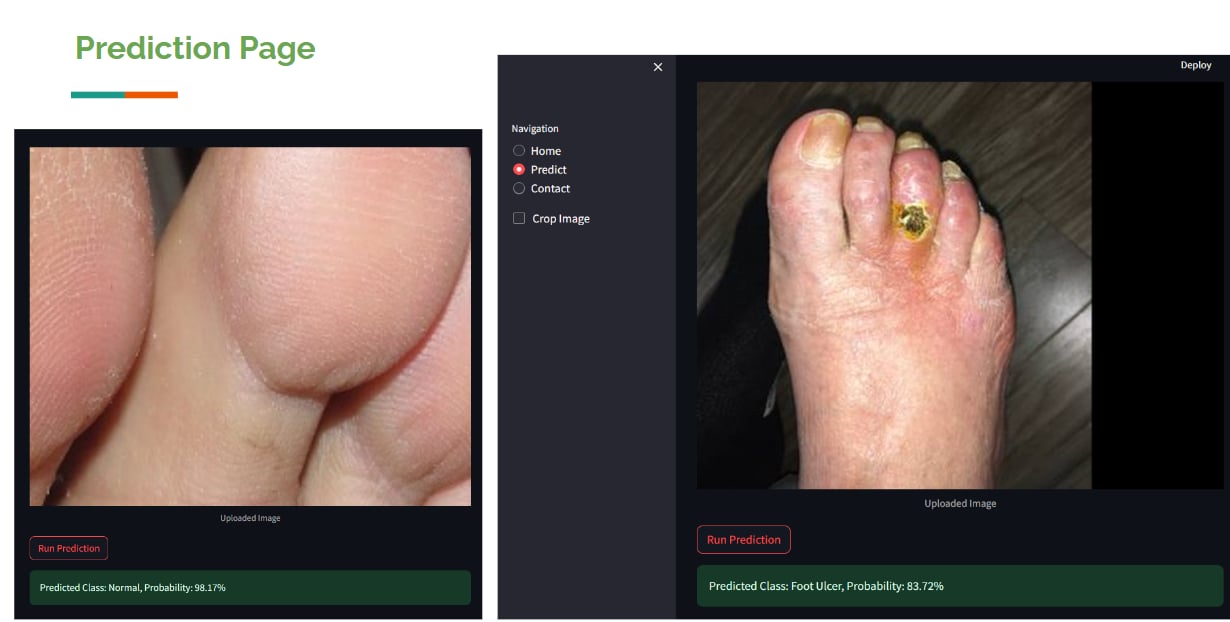 Prediction Page
Uploaded Image
Run Prediction
Predicted Class: Normal, Probability: 98.17%
×
Deploy
Navigation
Home
Predict
Contact
Crop Image
Uploaded Image
Run Prediction
Predicted Class: Foot Ulcer, Probability: 83.72%